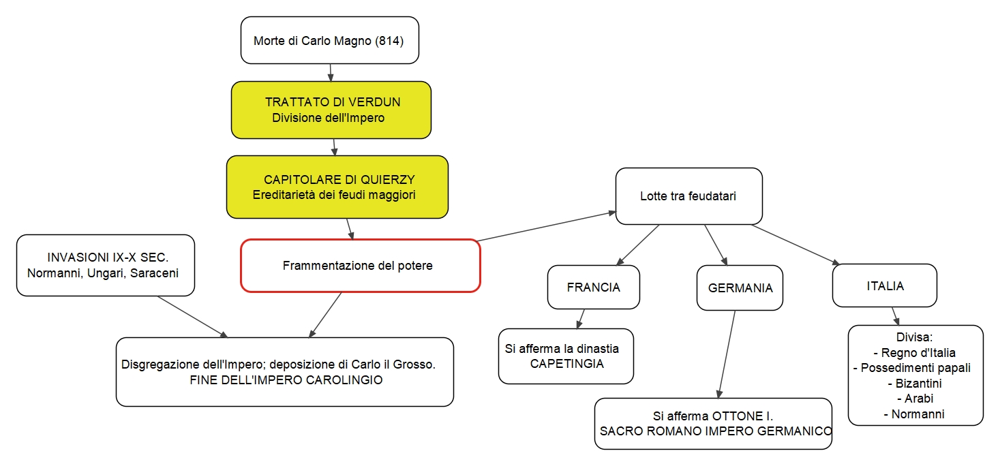 Morte di Carlo Magno (814)
TRATTATO DI VERDUN
Divisione dell'Impero
CAPITOLARE DI QUIERZY
Ereditarietà dei feudi maggiori
Lotte tra feudatari
INVASIONI IX-X SEC.
Normanni, Ungari, Saraceni
Frammentazione del potere
FRANCIA
GERMANIA
ITALIA
Disgregazione dell'Impero; deposizione di Carlo il Grosso.
FINE DELL'IMPERO CAROLINGIO
Si afferma la dinastia
CAPETINGIA
Si afferma OTTONE I.
SACRO ROMANO IMPERO GERMANICO
Divisa:
- Regno d'Italia
- Possedimenti papali
- Bizantini
- Arabi
- Normanni